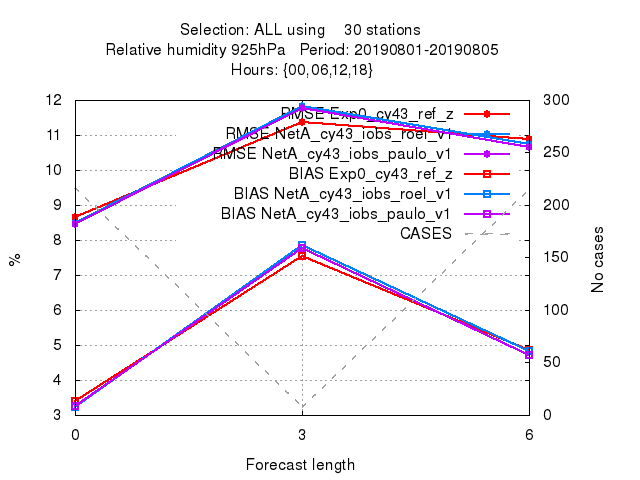 Selection: ALL using 30 stations
Relative humidity 925hPa Period: 20190801-20190805
Hours: {00,06,12,18}
12
11
10
9
8
7
6
5
4
3
%
RMSE Exp0_cy43_ref_z
RMSE NetA_cy43_iobs_roel_v1
RMSE NetA_cy43_iobs_paulo_v1
BIAS Exp0_cy43_ref_z
BIAS NetA_cy43_iobs_roel_v1
BIAS NetA_cy43_iobs_paulo_v1
CASES
300
250
200
150
100
50
0
No cases
0 3 6
Forecast length